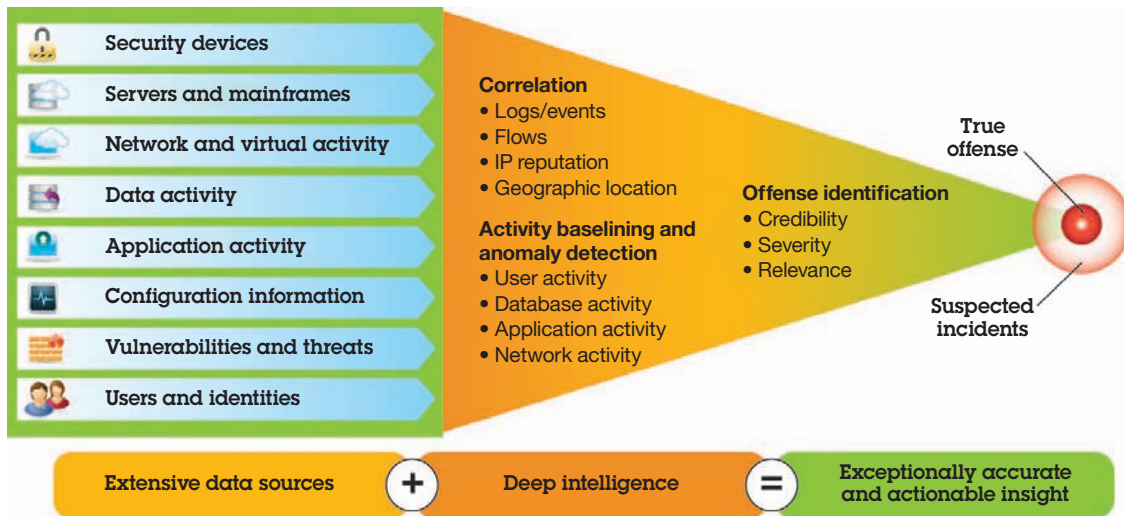 Security devices
Servers and mainframes
Network and virtual activity
Data activity
Application activity
Configuration information
Vulnerabilities and threats
Users and identities
Correlation
• Logs/events
• Flows
• IP reputation
• Geographic location
Activity baselining and
anomaly detection
• User activity
• Database activity
• Application activity
• Network activity
Offense identification
• Credibility
• Severity
• Relevance
True
offense
Suspected
incidents
Extensive data sources
+
Deep intelligence
=
Exceptionally accurate
and actionable insight